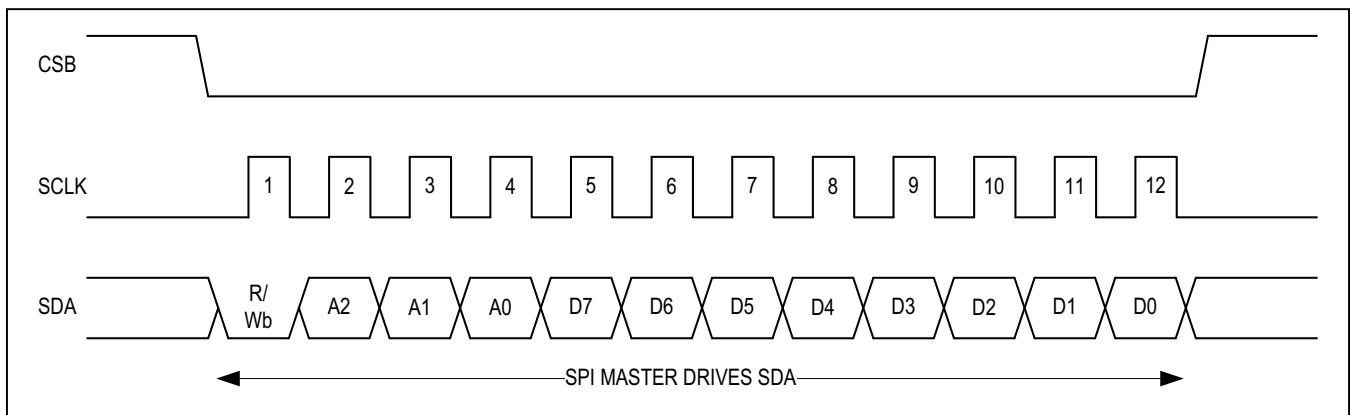 CSB
SCLK
1 2 3 4 5 6 7 8 9 10 11 12
SDA
R/
Wb
A2 A1 A0 D7 D6 D5 D4 D3 D2 D1 D0
SPI MASTER DRIVES SDA